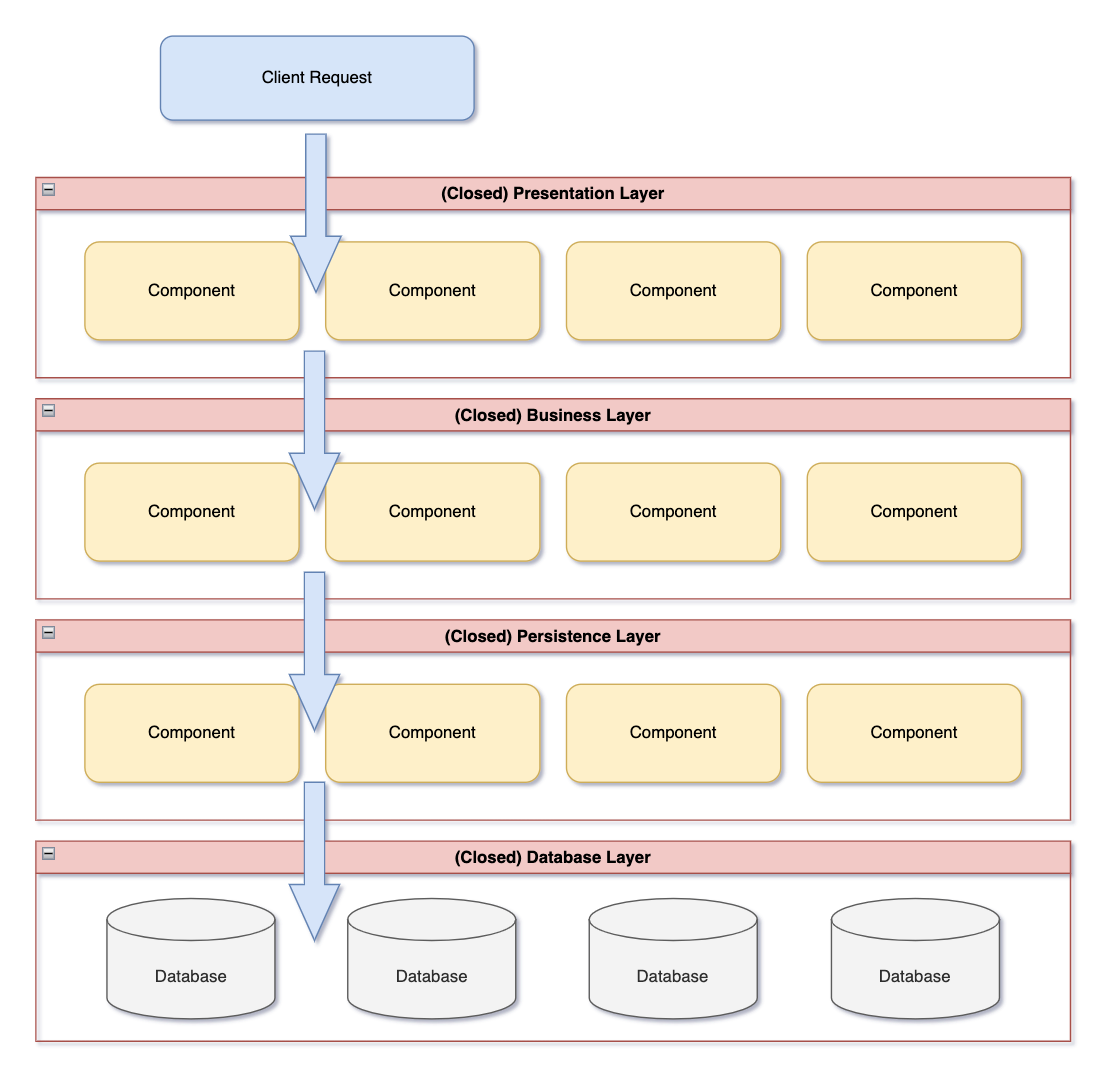 Client Request
(Closed) Presentation Layer
Component
Component
Component
Component
(Closed) Business Layer
Component
Component
Component
Component
(Closed) Persistence Layer
Component
Component
Component
Component
(Closed) Database Layer
Database
Database
Database
Database